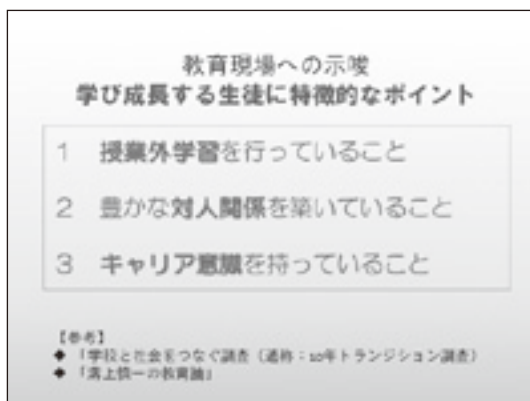 教育現場への示唆
学び成長する生徒に特徴的なポイント
1 授業外学習を行っていること
2 豊かな対人関係を築いていること
3 キャリア意識を持っていること
【参考】
◆ 「学校と社会をつなぐ調査（通称：10年トランジション調査）
◆ 「溝上慎一の教育論」